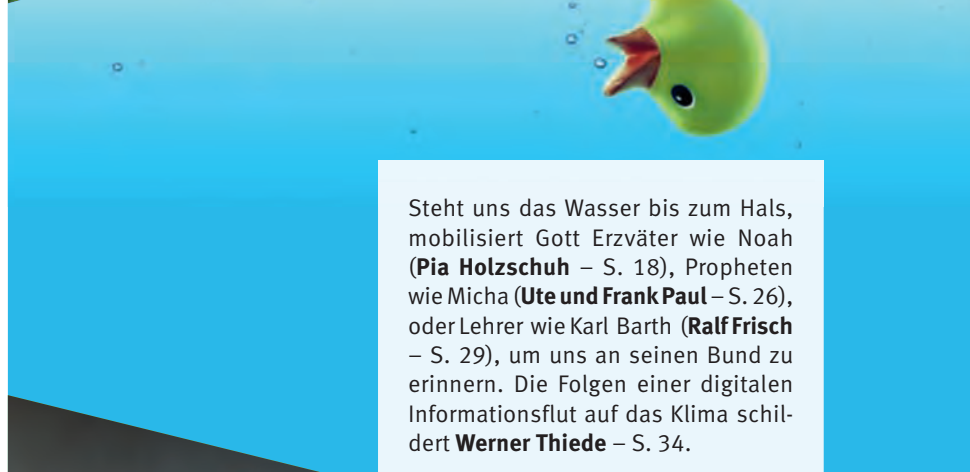 Steht uns das Wasser bis zum Hals,
mobilisiert Gott Erzväter wie Noah
(Pia Holzschuh – S. 18), Propheten
wie Micha (Ute und Frank Paul – S. 26),
oder Lehrer wie Karl Barth (Ralf Frisch
– S. 29), um uns an seinen Bund zu
erinnern. Die Folgen einer digitalen
Informationsflut auf das Klima schil-
dert Werner Thiede – S. 34.